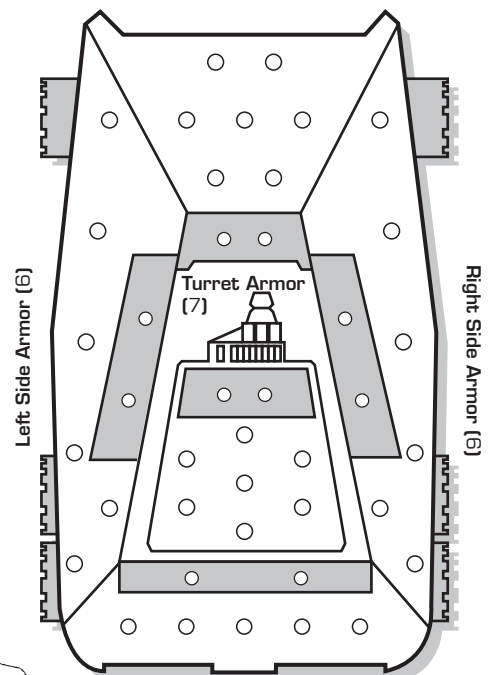 Turret Armor
(7)
Left Side Armor (6)
Right Side Armor (6)